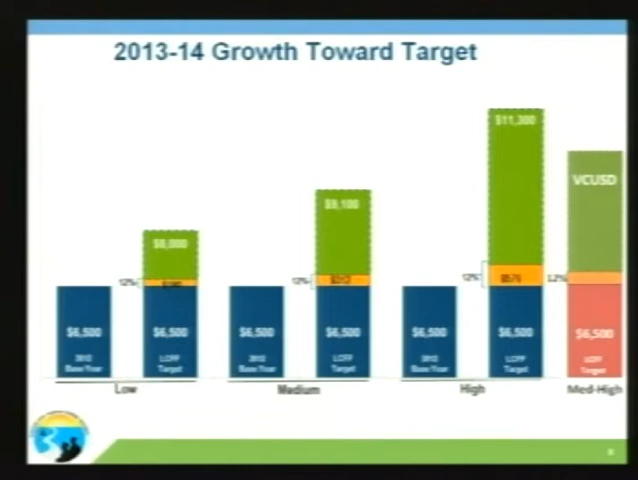 2013-14 Growth Toward Target
$11,300
VCUSD
$9,100
$8,000
12%
12%
12%
12%
$6,500
$6,500
$6,500
$6,500
$6,500
$6,500
$6,500
2012
Base Year
LCFF
Target
2012
Base Year
LCFF
Target
2012
Base Year
LCFF
Target
LCFF
Target
Low
Medium
High
Med-High